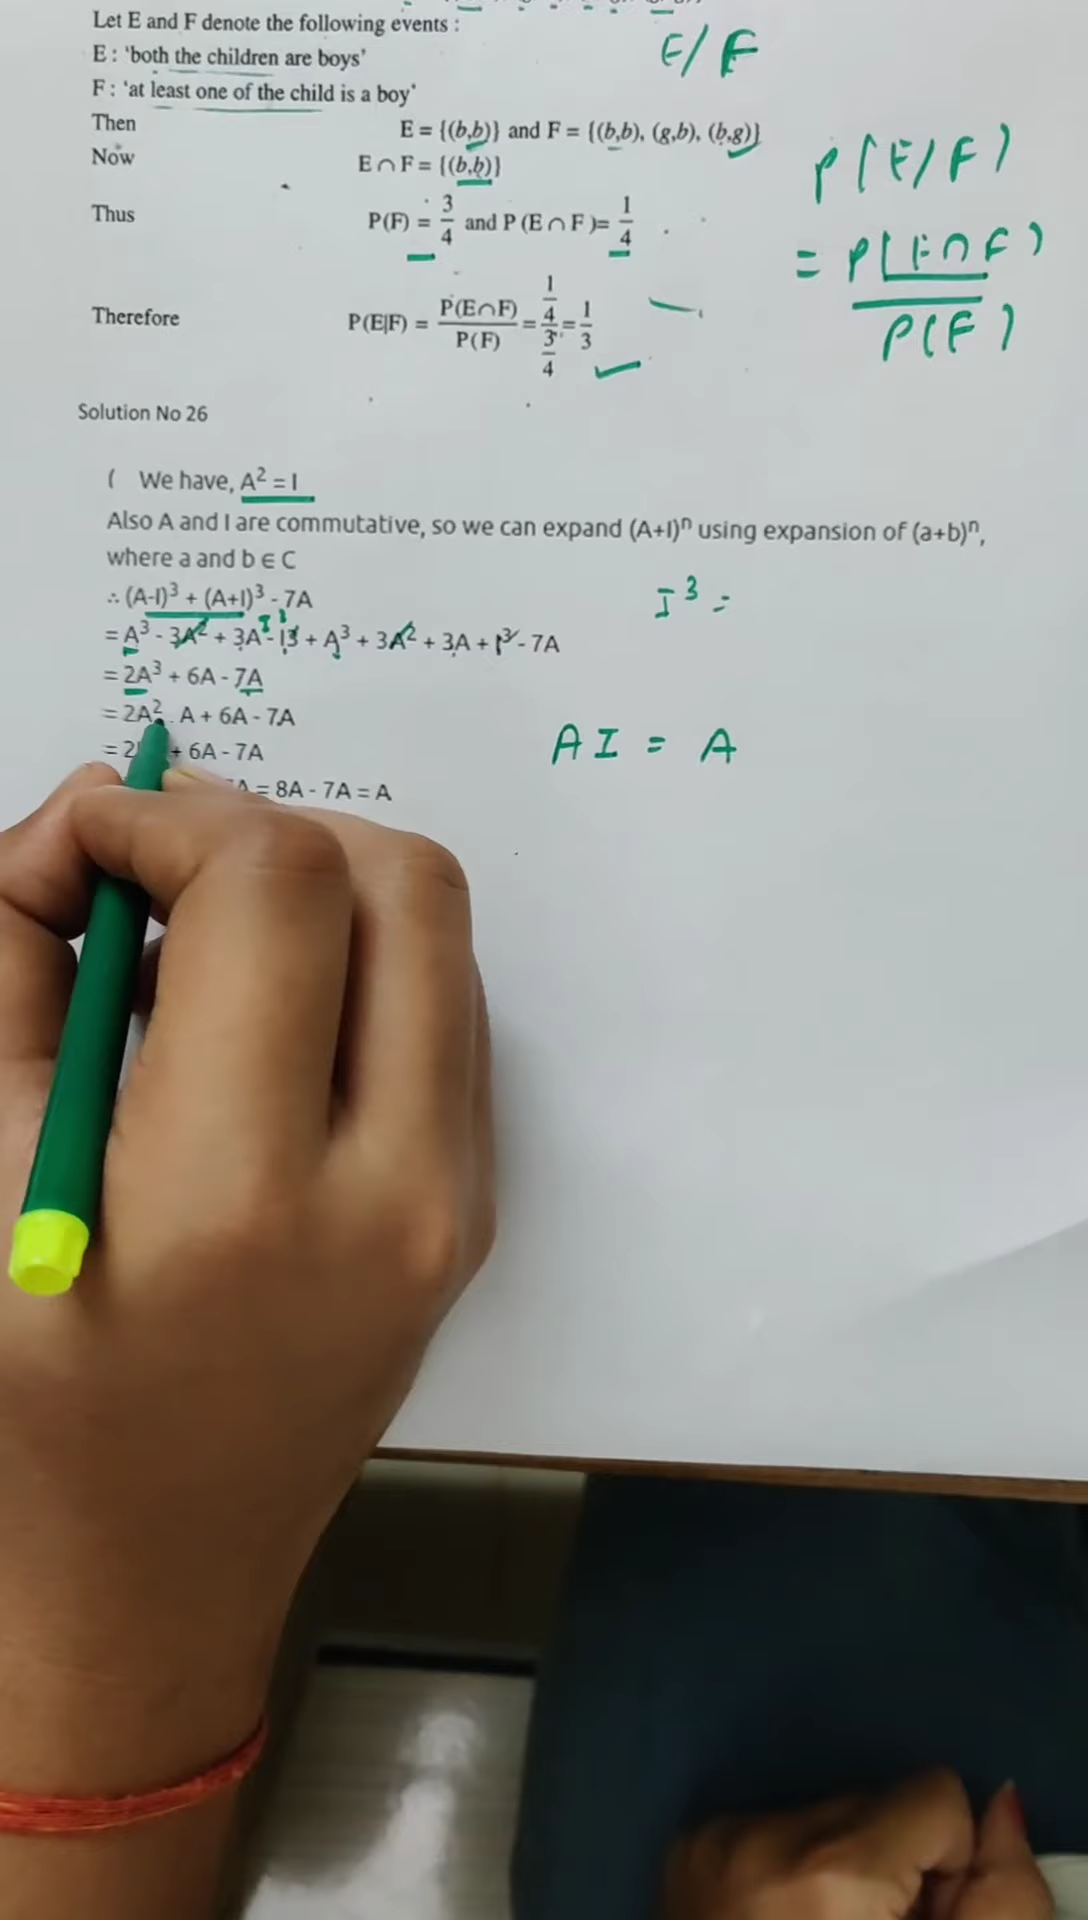 Let E and F denote the following events :
E : 'both the children are boys'
F : 'at least one of the child is a boy'
E/F
Then E = {(b,b)} and F = {(b,b), (g,b), (b,g)}
Now E ∩ F = {(b,b)}
Thus P(F) = 3/4 and P (E ∩ F )= 1/4
P(E/F)
= P(E∩F)
P(F)
Therefore P(E|F) = P(E∩F)/P(F) = 1/4 / 3/4 = 1/3
Solution No 26
( We have, A² = I
Also A and I are commutative, so we can expand (A+I)ⁿ using expansion of (a+b)ⁿ,
where a and b ∈ C
∴ (A-I)³ + (A+I)³ - 7A
I³ =
= A³ - 3A² + 3A - I3 + A³ + 3A² + 3A + I³ - 7A
I³
= 2A³ + 6A - 7A
= 2A² . A + 6A - 7A
AI = A
= 2 + 6A - 7A
= 8A - 7A = A